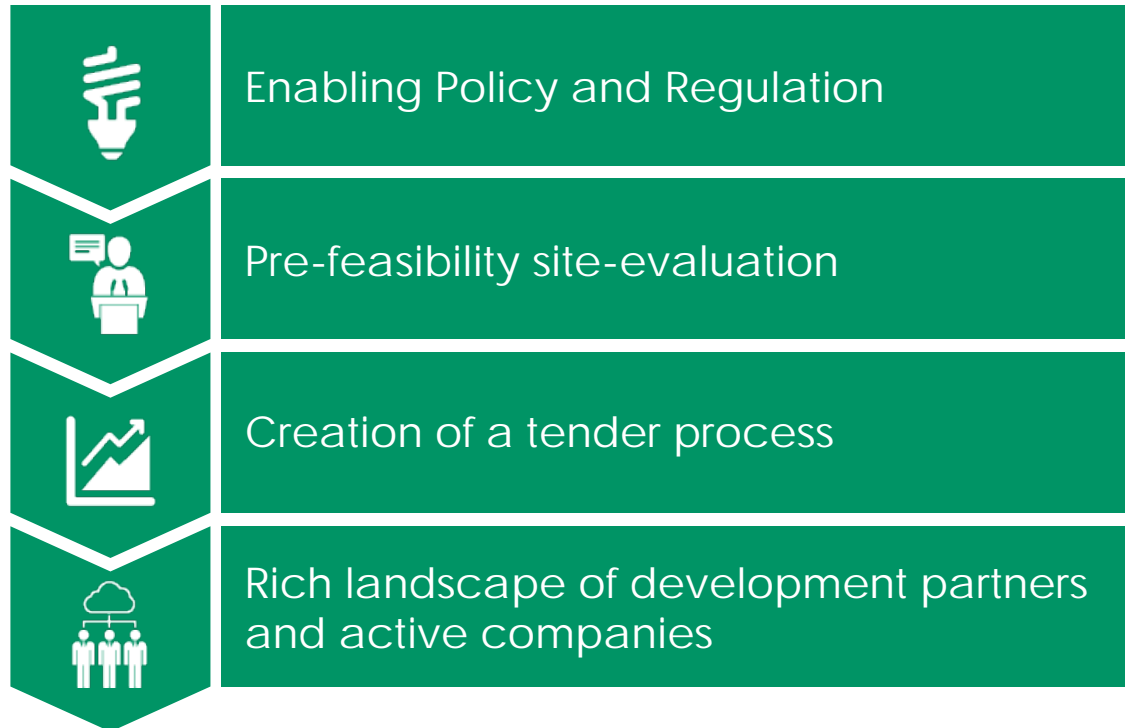 Enabling Policy and Regulation
Pre-feasibility site-evaluation
Creation of a tender process
Rich landscape of development partners
and active companies